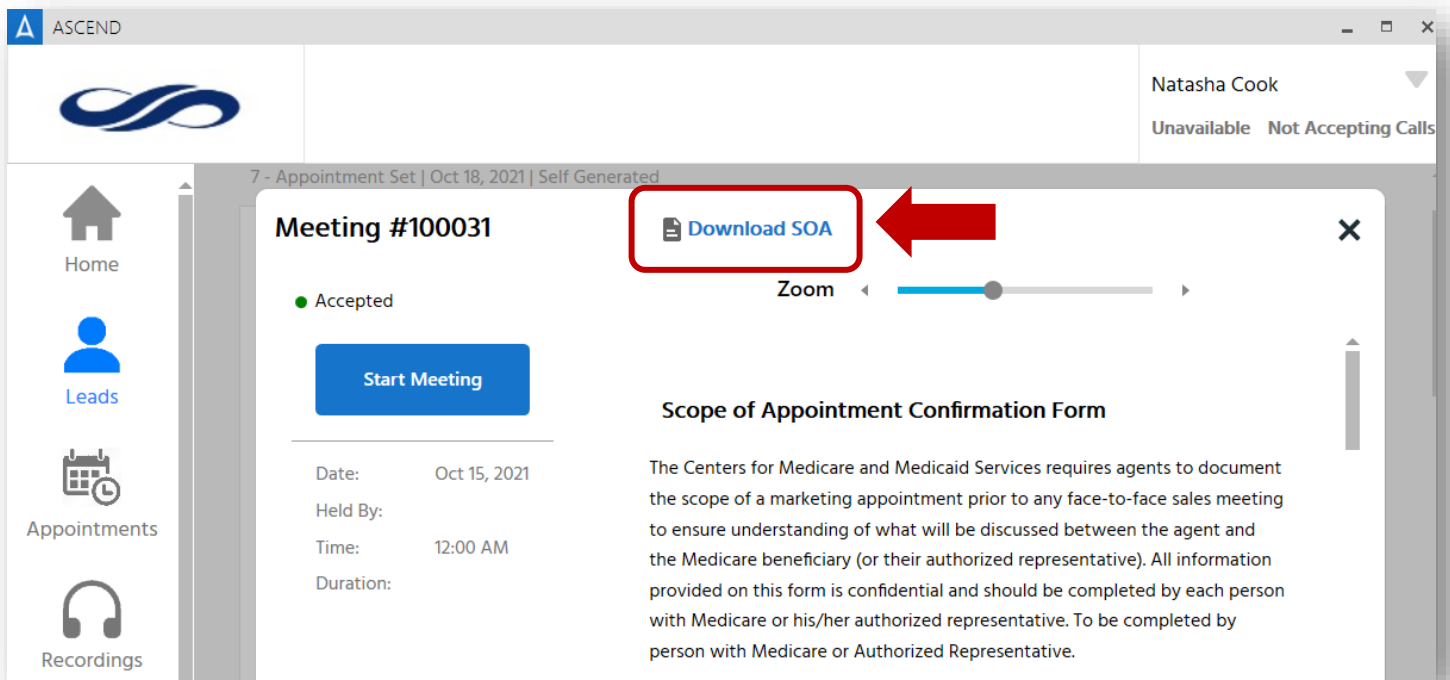 ASCEND
Natasha Cook
Unavailable Not Accepting Calls
7 - Appointment Set | Oct 18, 2021 | Self Generated
Home
Leads
Appointments
Recordings
Meeting #100031
Download SOA
Accepted
Zoom
Start Meeting
Date: Oct 15, 2021
Held By:
Time: 12:00 AM
Duration:
Scope of Appointment Confirmation Form
The Centers for Medicare and Medicaid Services requires agents to document
the scope of a marketing appointment prior to any face-to-face sales meeting
to ensure understanding of what will be discussed between the agent and
the Medicare beneficiary (or their authorized representative). All information
provided on this form is confidential and should be completed by each person
with Medicare or his/her authorized representative. To be completed by
person with Medicare or Authorized Representative.